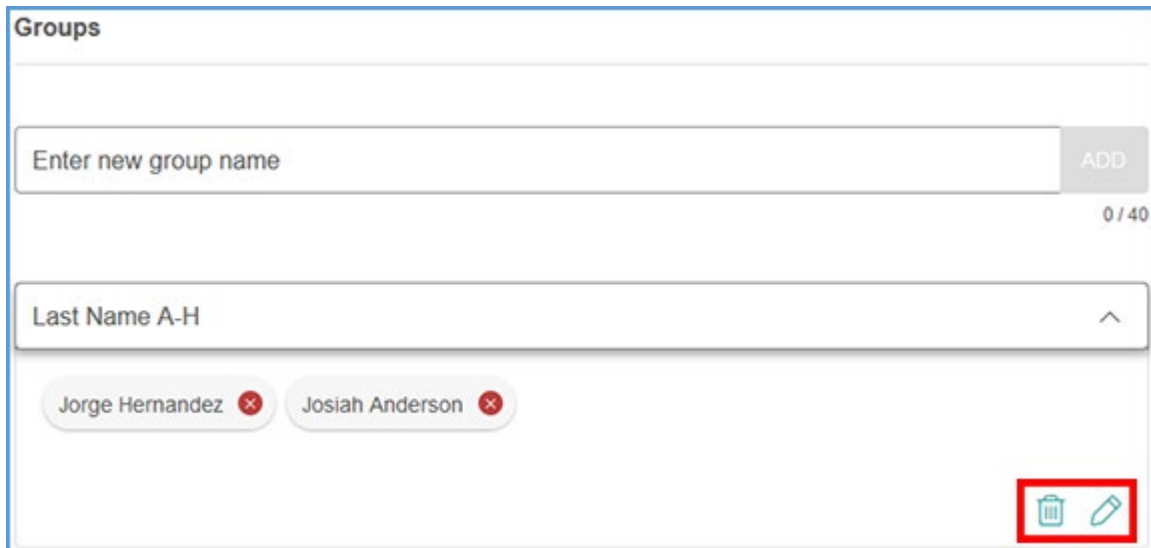 Groups
Enter new group name ADD
0 / 40
Last Name A-H
Jorge Hernandez Josiah Anderson